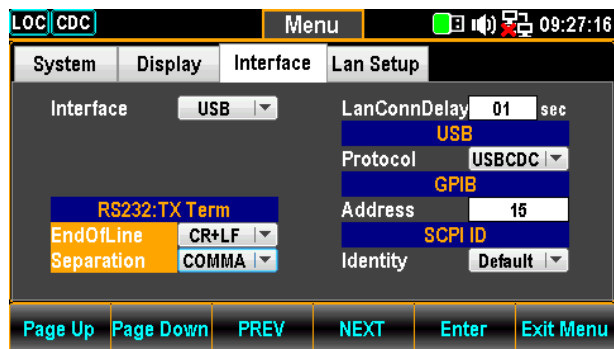 LOC CDC Menu 09:27:16
System Display Interface Lan Setup
Interface USB LanConnDelay 01 sec
USB
Protocol USBCDC
GPIB
RS232:TX Term Address 15
EndOfLine CR+LF SCPI ID
Separation COMMA Identity Default
Page Up Page Down PREV NEXT Enter Exit Menu